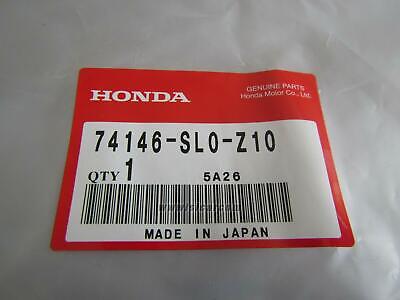 HONDA
GENUINE PARTS
Honda Motor Co., Ltd.
74146-SL0-Z10
QTY 1 5A26
MADE IN JAPAN